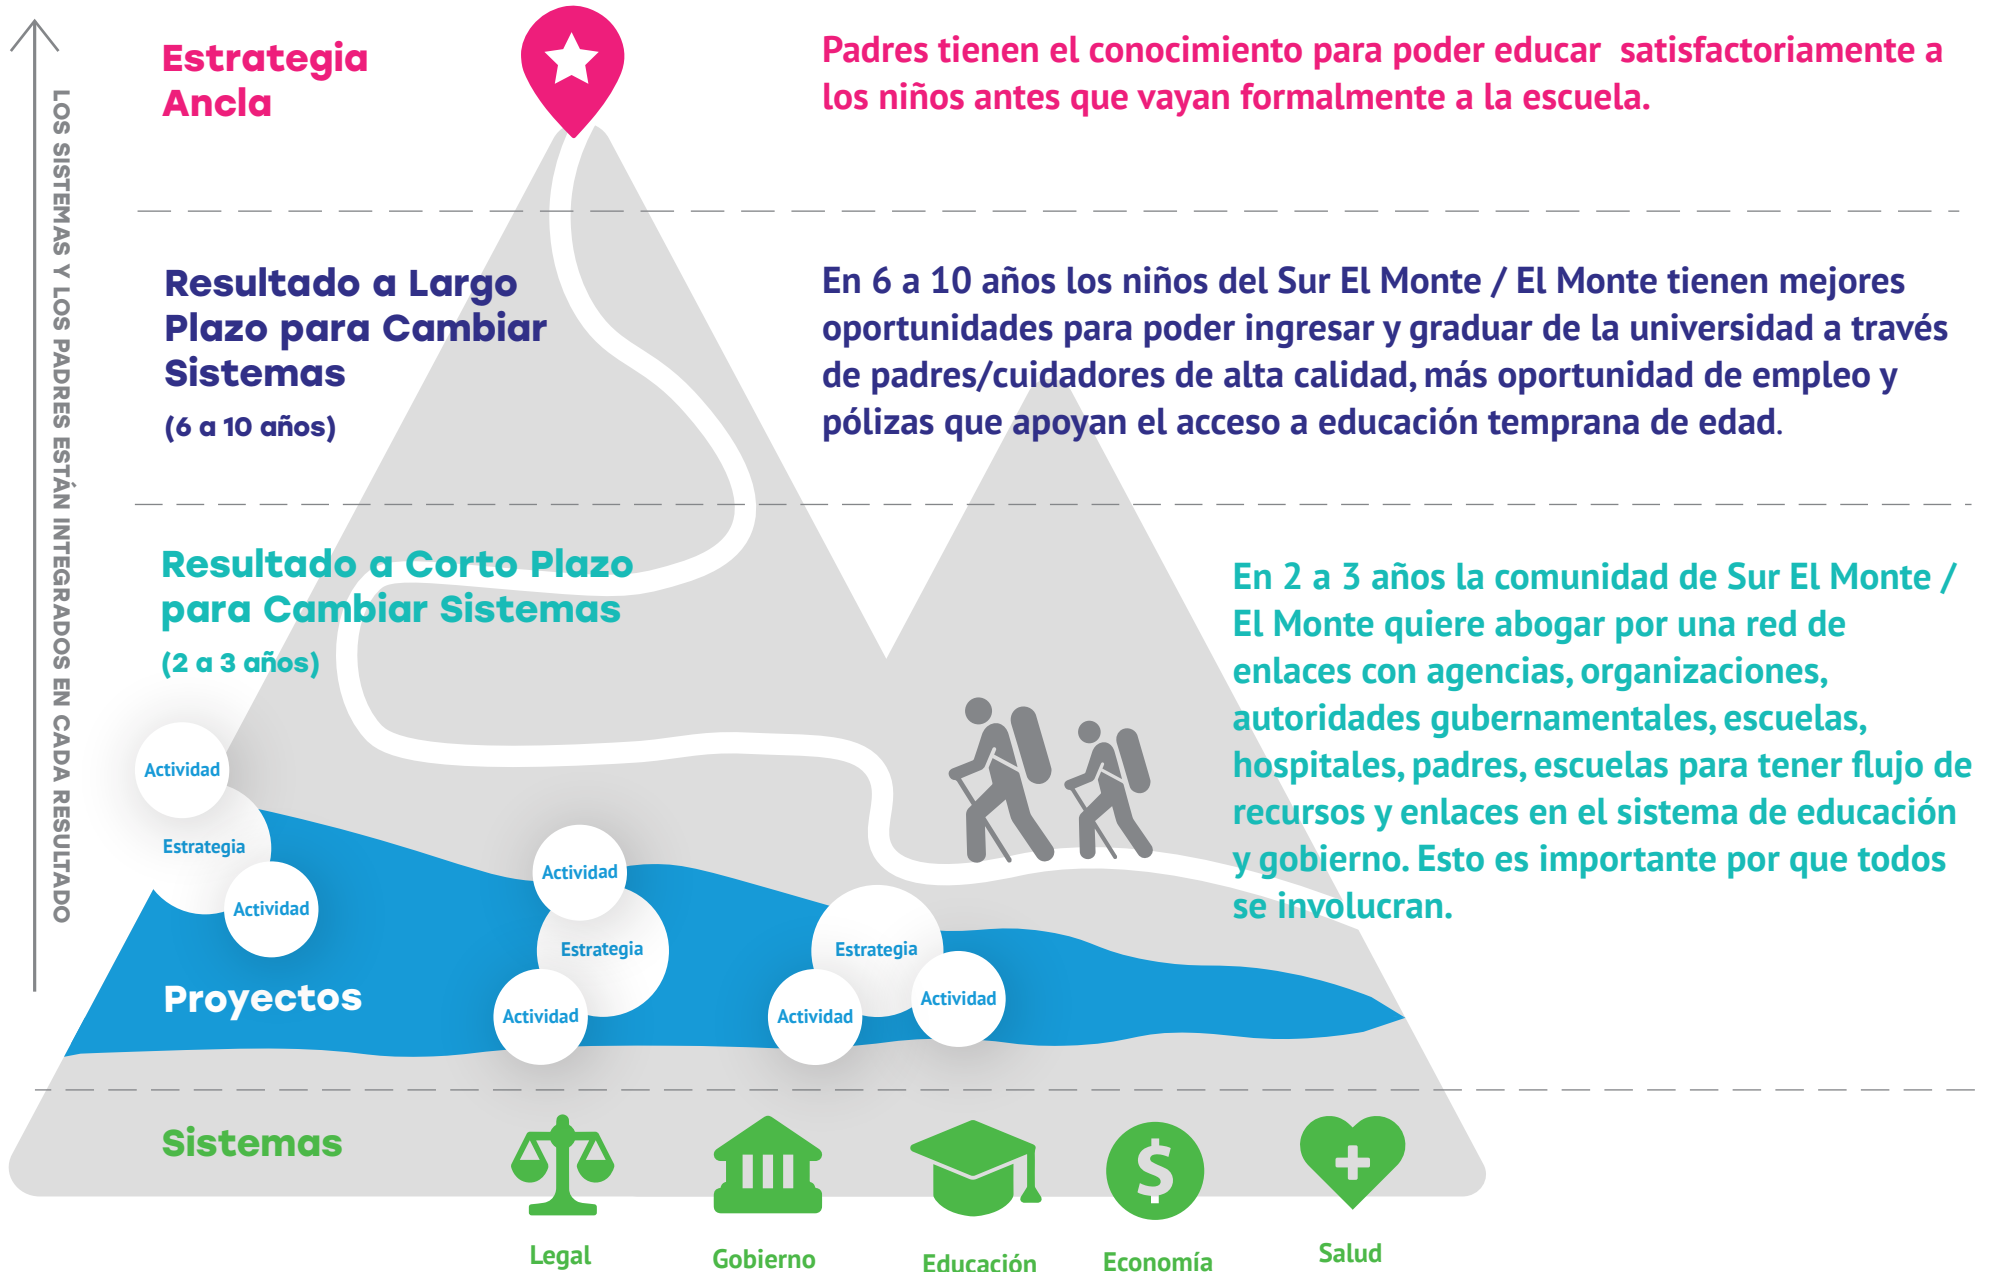 LOS SISTEMAS Y LOS PADRES ESTÁN INTEGRADOS EN CADA RESULTADO
Estrategia
Ancla
Padres tienen el conocimiento para poder educar  satisfactoriamente a
los niños antes que vayan formalmente a la escuela.
Resultado a Largo
Plazo para Cambiar
Sistemas
(6 a 10 años)
En 6 a 10 años los niños del Sur El Monte / El Monte tienen mejores
oportunidades para poder ingresar y graduar de la universidad a través
de padres/cuidadores de alta calidad, más oportunidad de empleo y
pólizas que apoyan el acceso a educación temprana de edad.
Resultado a Corto Plazo
para Cambiar Sistemas
(2 a 3 años)
En 2 a 3 años la comunidad de Sur El Monte /
El Monte quiere abogar por una red de
enlaces con agencias, organizaciones,
autoridades gubernamentales, escuelas,
hospitales, padres, escuelas para tener flujo de
recursos y enlaces en el sistema de educación
y gobierno. Esto es importante por que todos
se involucran.
Actividad
Estrategia
Actividad
Actividad
Estrategia
Actividad
Estrategia
Actividad
Actividad
Proyectos
Sistemas
$
Legal
Gobierno
Educación
Economía
Salud